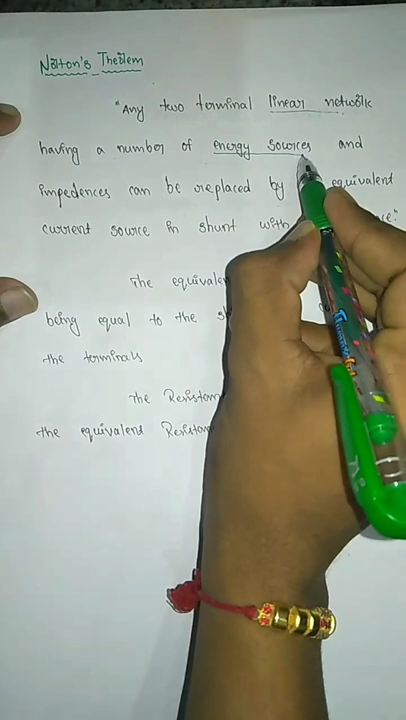 Norton's Theorem
"Any two terminal linear network
having a number of energy sources and
impedences can be replaced by equivalent
current source in shunt with ce."
The equivalen
being equal to the s
the terminals
The Resistan
the equivalent Resistan